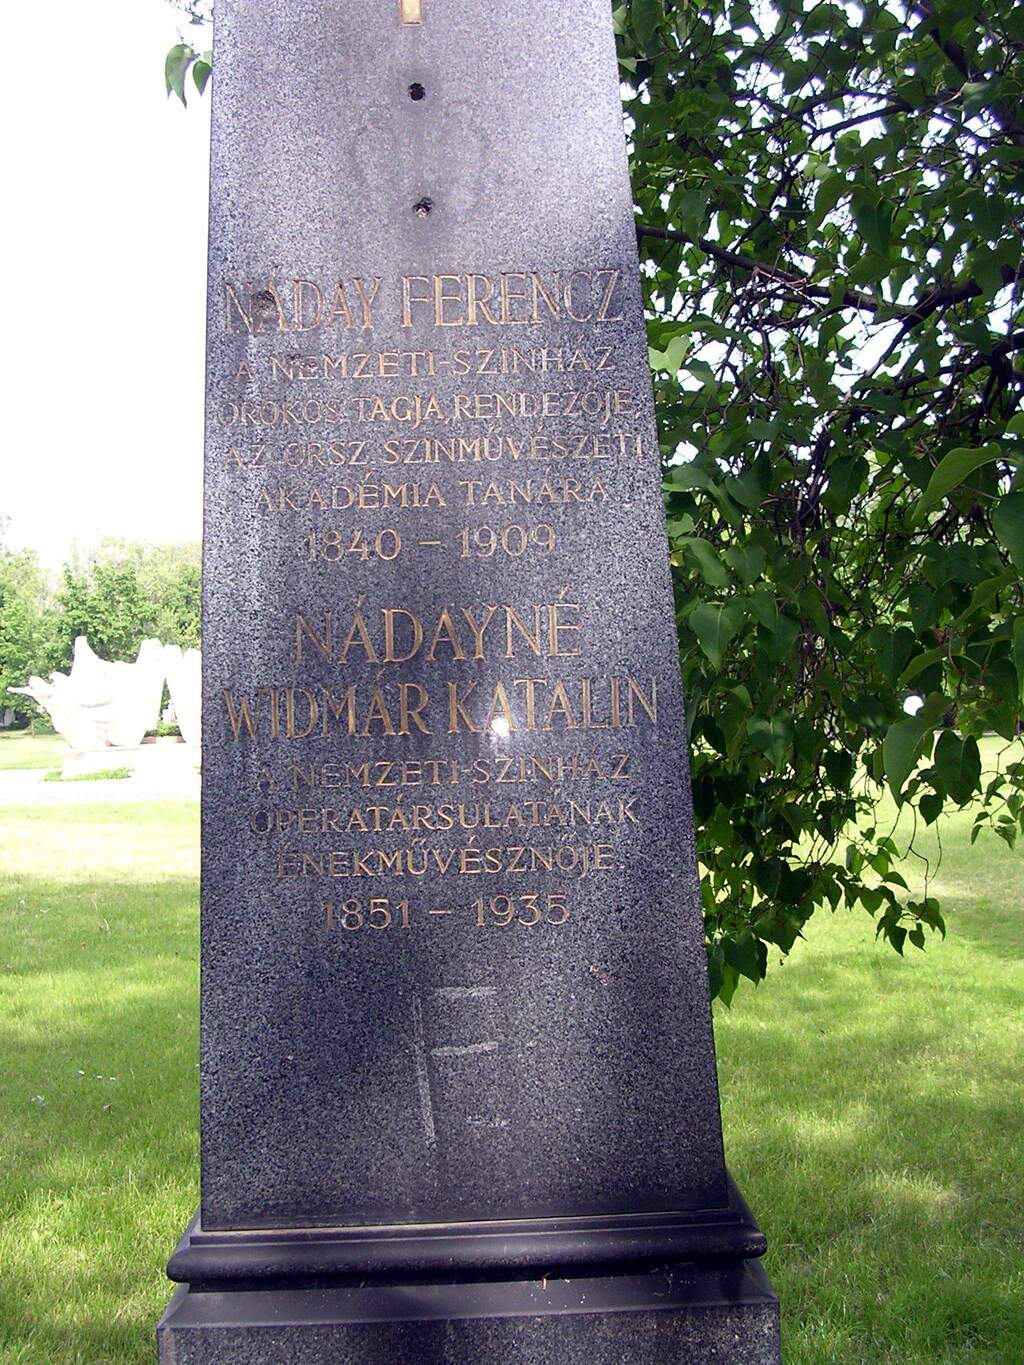 NÁDAY FERENCZ
A NEMZETI-SZINHÁZ
ÖRÖKÖS TAGJA, RENDEZŐJE
AZ ORSZ. SZINMŰVÉSZETI
AKADÉMIA TANÁRA
1840 – 1909
NÁDAYNÉ
WIDMÁR KATALIN
A NEMZETI-SZINHÁZ
OPERATÁRSULATÁNAK
ÉNEKMŰVÉSZNŐJE
1851 – 1935
F.